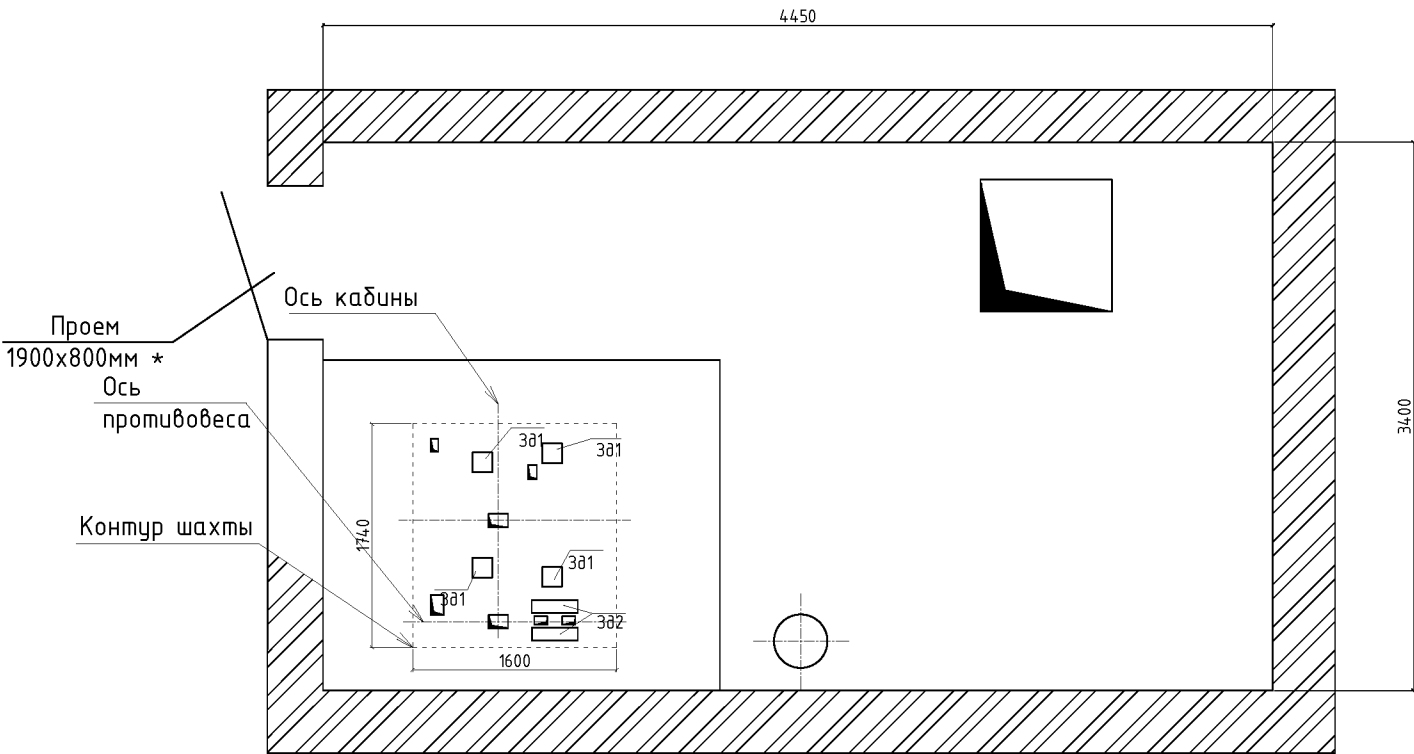 4450
Ось кабины
Проем
1900х800мм *
Ось
противовеса
3400
Зд1
Зд1
Контур шахты
1740
Зд1
Зд1
Зд2
1600